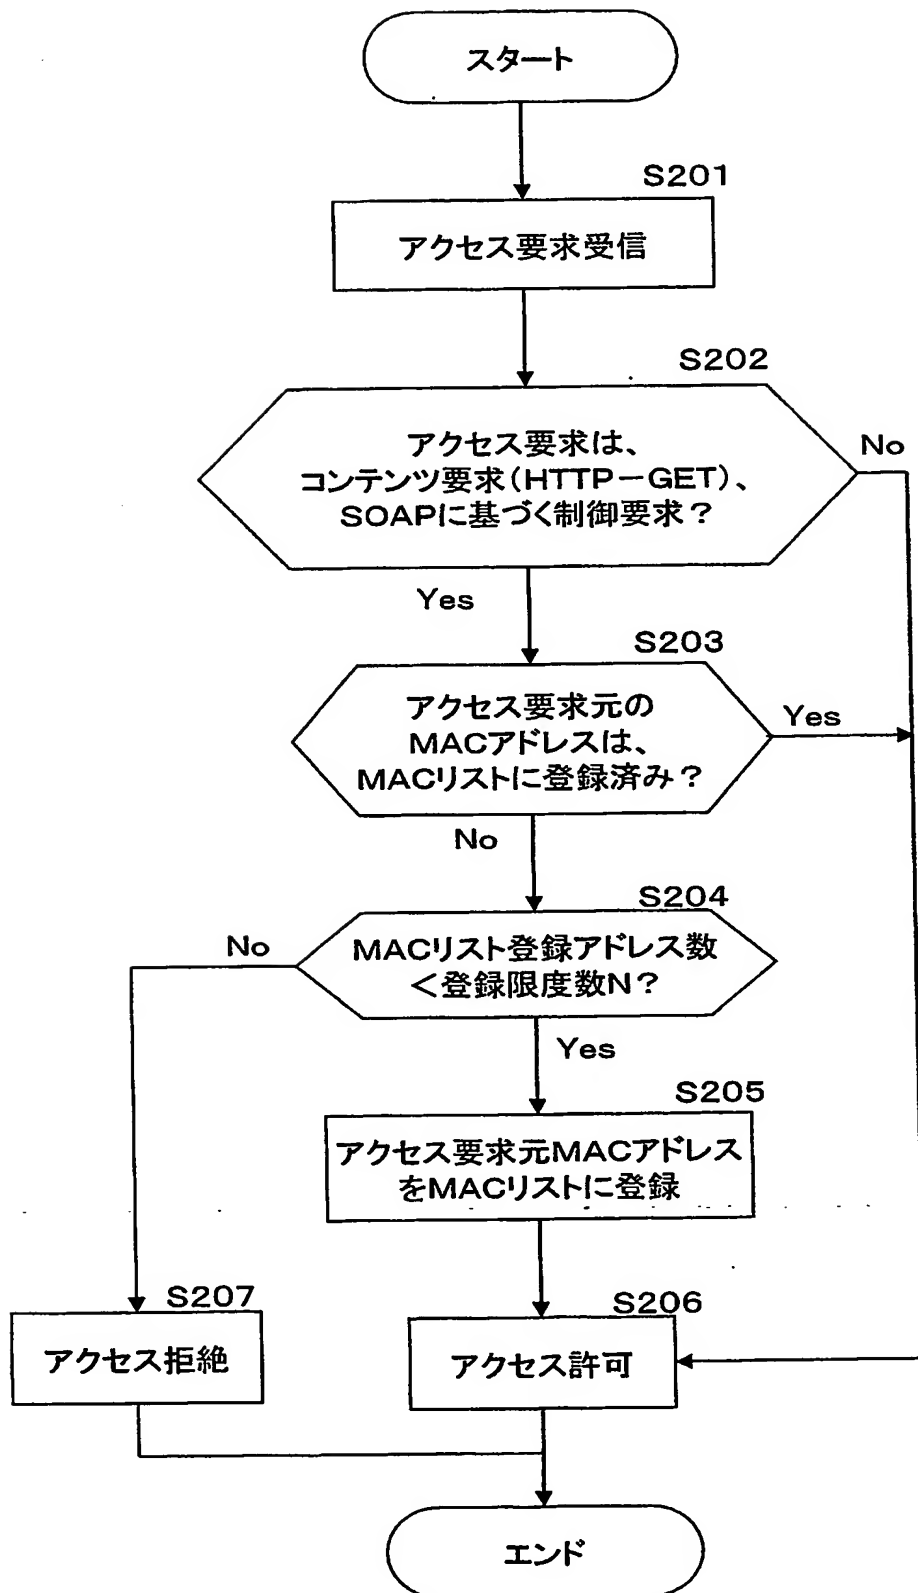 スタート
S201
アクセス要求受信
S202
アクセス要求は、
コンテンツ要求(HTTP-GET)、
SOAPに基づく制御要求?
No
Yes
S203
アクセス要求元の
MACアドレスは、
MACリストに登録済み?
Yes
No
S204
MACリスト登録アドレス数
<登録限度数N?
No
Yes
S205
アクセス要求元MACアドレス
をMACリストに登録
S207
アクセス拒絶
S206
アクセス許可
エンド